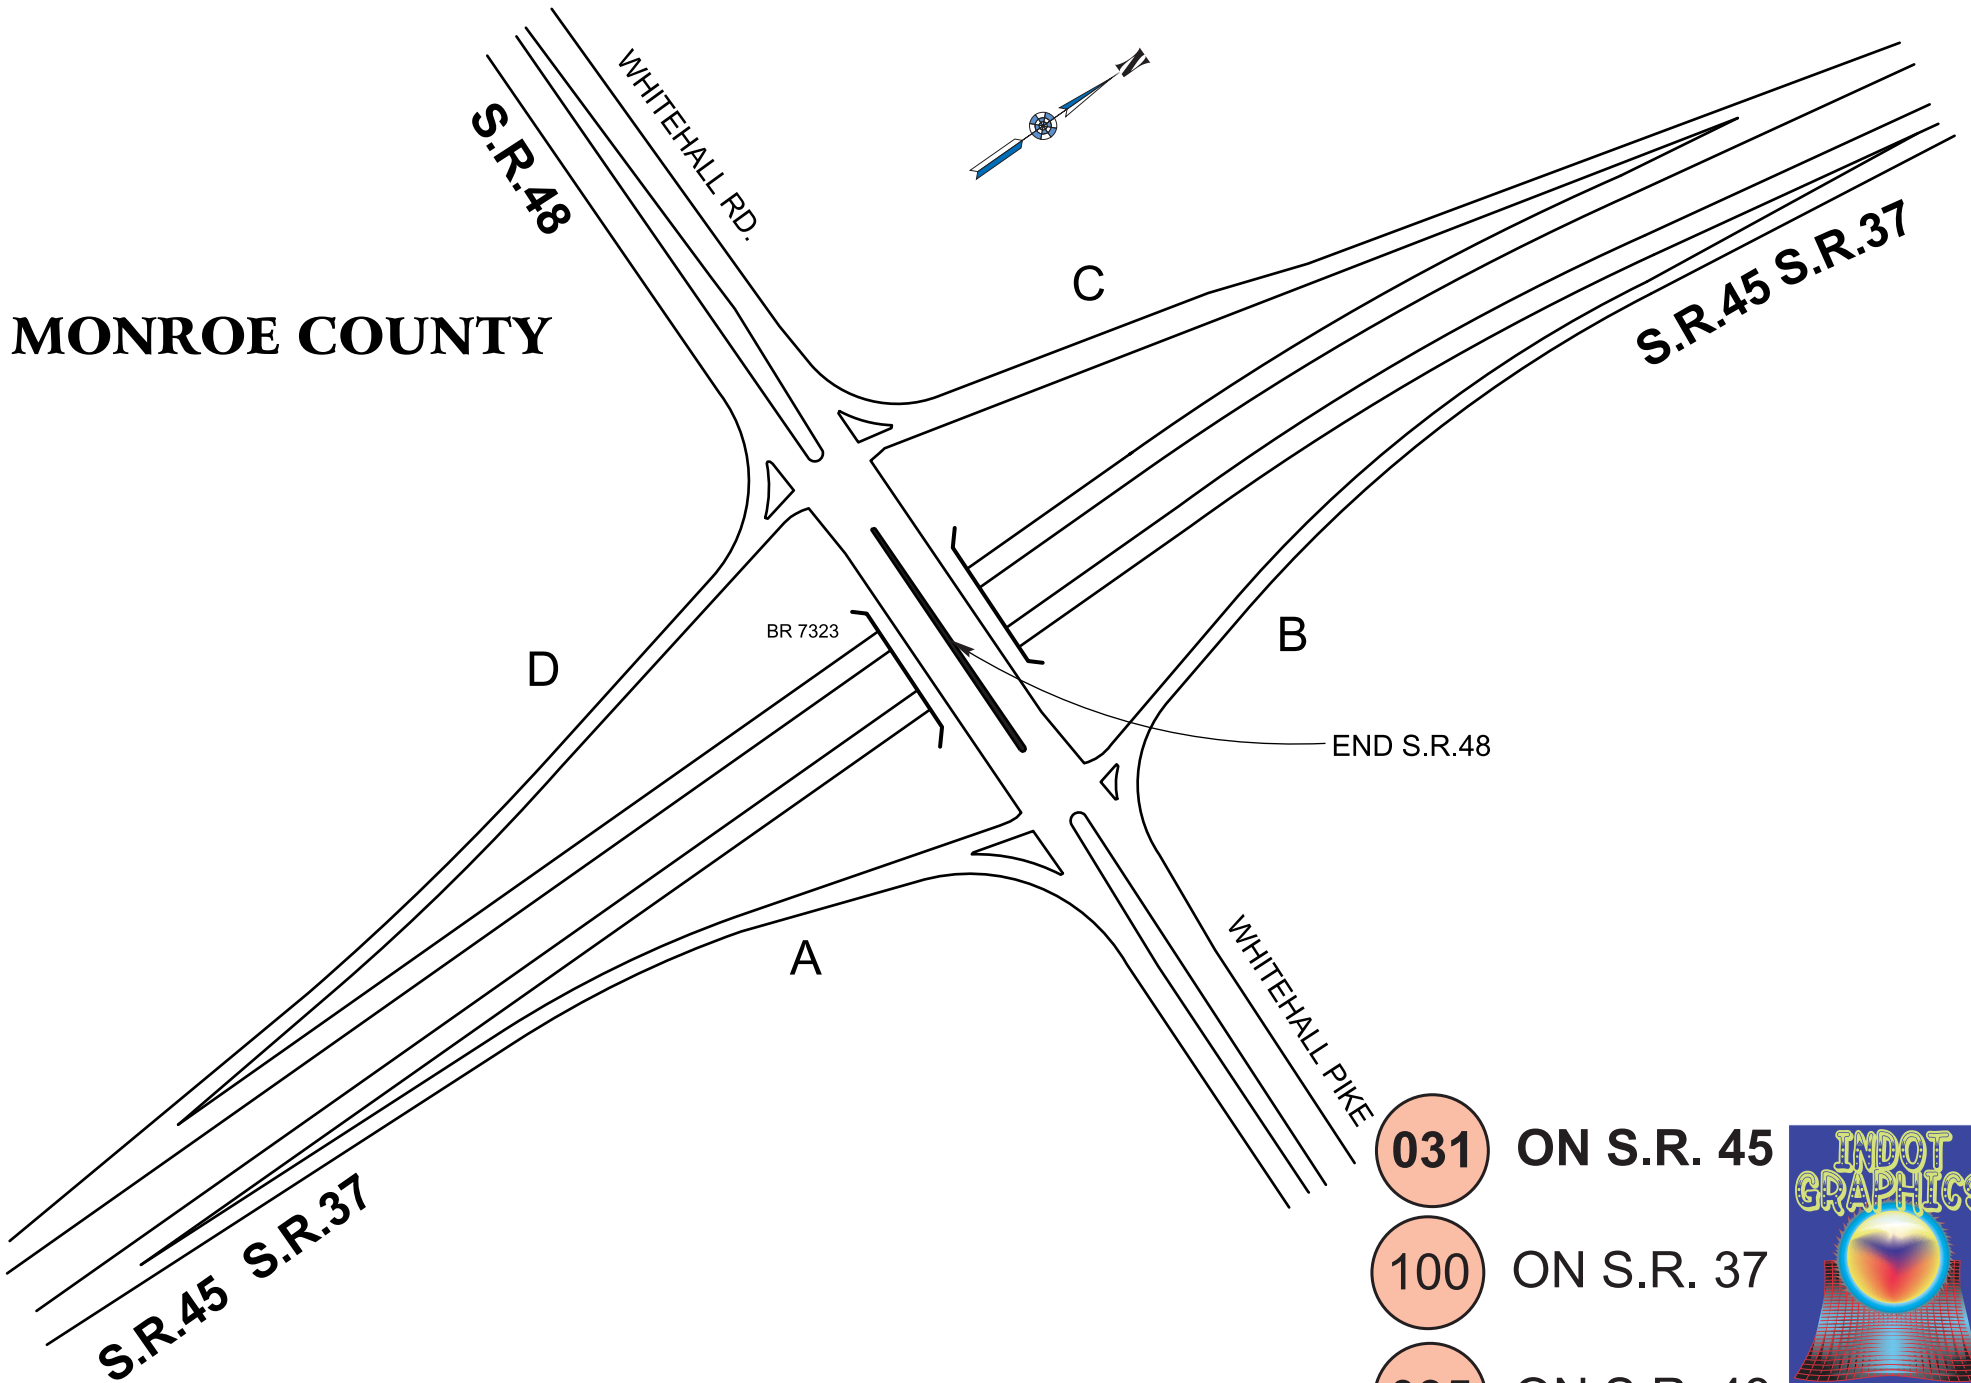 WHITEHALL RD.
N
S.R.48
MONROE COUNTY
C
S.R.45 S.R.37
BR 7323
D
B
END S.R.48
A
WHITEHALL PIKE
S.R.45 S.R.37
031 ON S.R. 45
100 ON S.R. 37
ON S.R.
INDOT
GRAPHICS